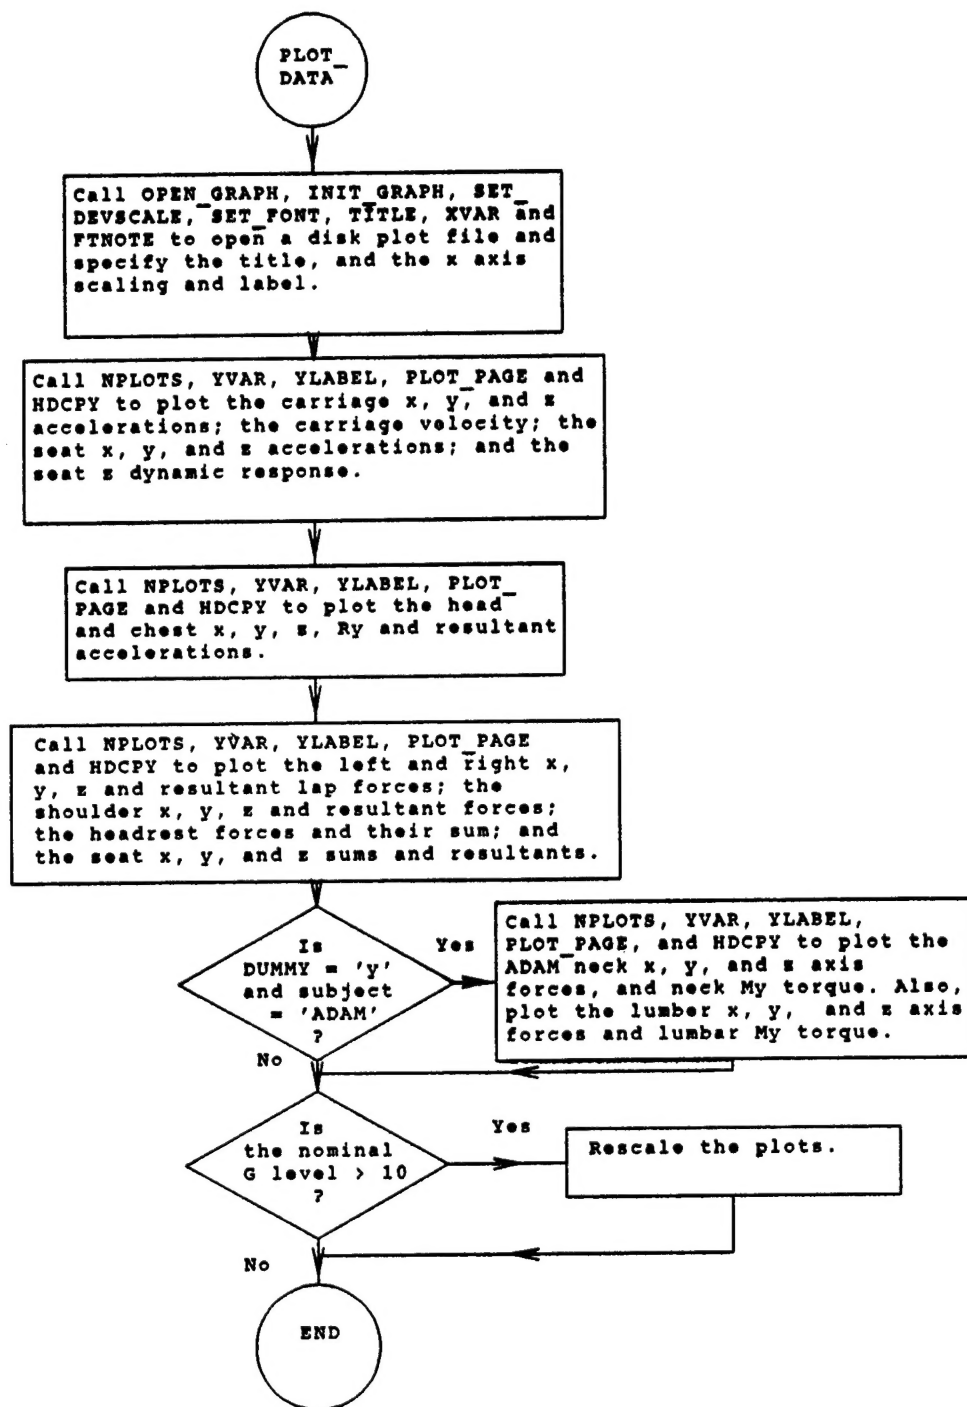 PLOT_
DATA
Call OPEN_GRAPH, INIT_GRAPH, SET_
DEVSCALE, SET_FONT, TITLE, XVAR and
FTNOTE to open a disk plot file and
specify the title, and the x axis
scaling and label.
Call NPLOTS, YVAR, YLABEL, PLOT_PAGE and
HDCPY to plot the carriage x, y, and z
accelerations; the carriage velocity; the
seat x, y, and z accelerations; and the
seat z dynamic response.
Call NPLOTS, YVAR, YLABEL, PLOT_
PAGE and HDCPY to plot the head
and chest x, y, z, Ry and resultant
accelerations.
Call NPLOTS, YVAR, YLABEL, PLOT_PAGE
and HDCPY to plot the left and right x,
y, z and resultant lap forces; the
shoulder x, y, z and resultant forces;
the headrest forces and their sum; and
the seat x, y, and z sums and resultants.
Is
DUMMY = 'y'
and subject
= 'ADAM'
?
Yes
No
Call NPLOTS, YVAR, YLABEL,
PLOT_PAGE, and HDCPY to plot the
ADAM neck x, y, and z axis
forces, and neck My torque. Also,
plot the lumber x, y, and z axis
forces and lumbar My torque.
Is
the nominal
G level > 10
?
Yes
No
Rescale the plots.
END